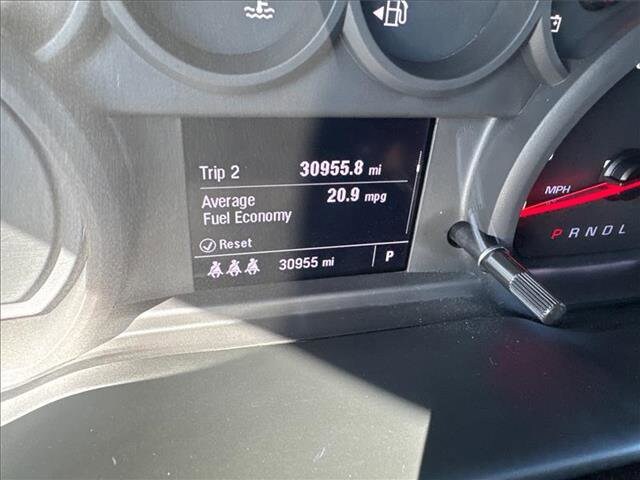 Trip 2 30955.8 mi
Average 20.9 mpg
Fuel Economy
Reset
30955 mi P
MPH
P R N D L